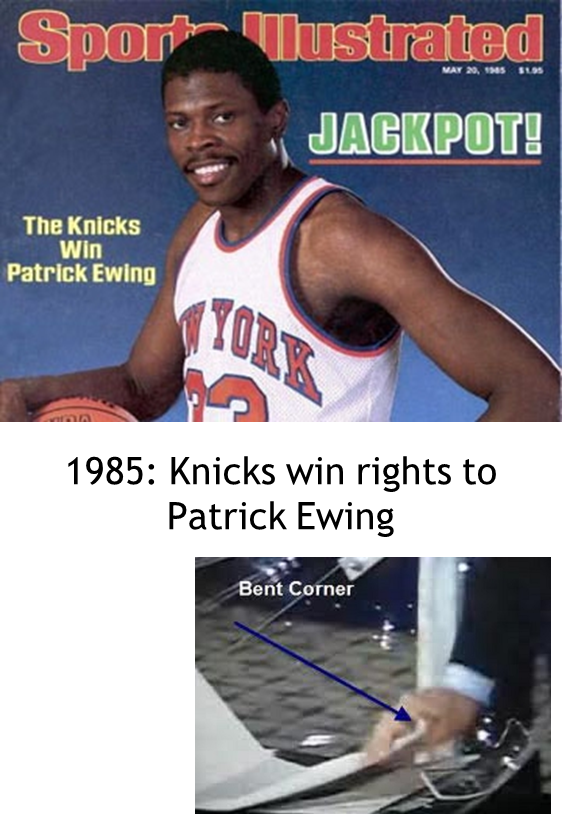 Sports Illustrated
MAY 20, 1985 $1.95
JACKPOT!
The Knicks
Win
Patrick Ewing
W YORK
33
1985: Knicks win rights to
Patrick Ewing
Bent Corner